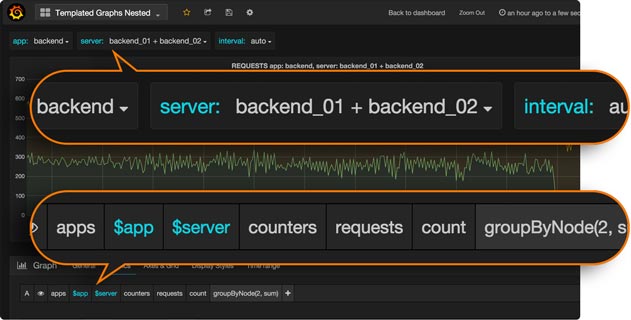 Templated Graphs Nested
Back to dashboard Zoom Out an hour ago to a few sec
app: backend server: backend_01 + backend_02 interval: auto
REQUESTS app: backend, server: backend_01 + backend_02
700
backend server: backend_01 + backend_02 interval: au
400
300
200
100
0
apps $app $server counters requests count groupByNode(2, su
Graph General Axes & Grid Display Styles Time range
A apps $app $server counters requests count groupByNode(2, sum) +